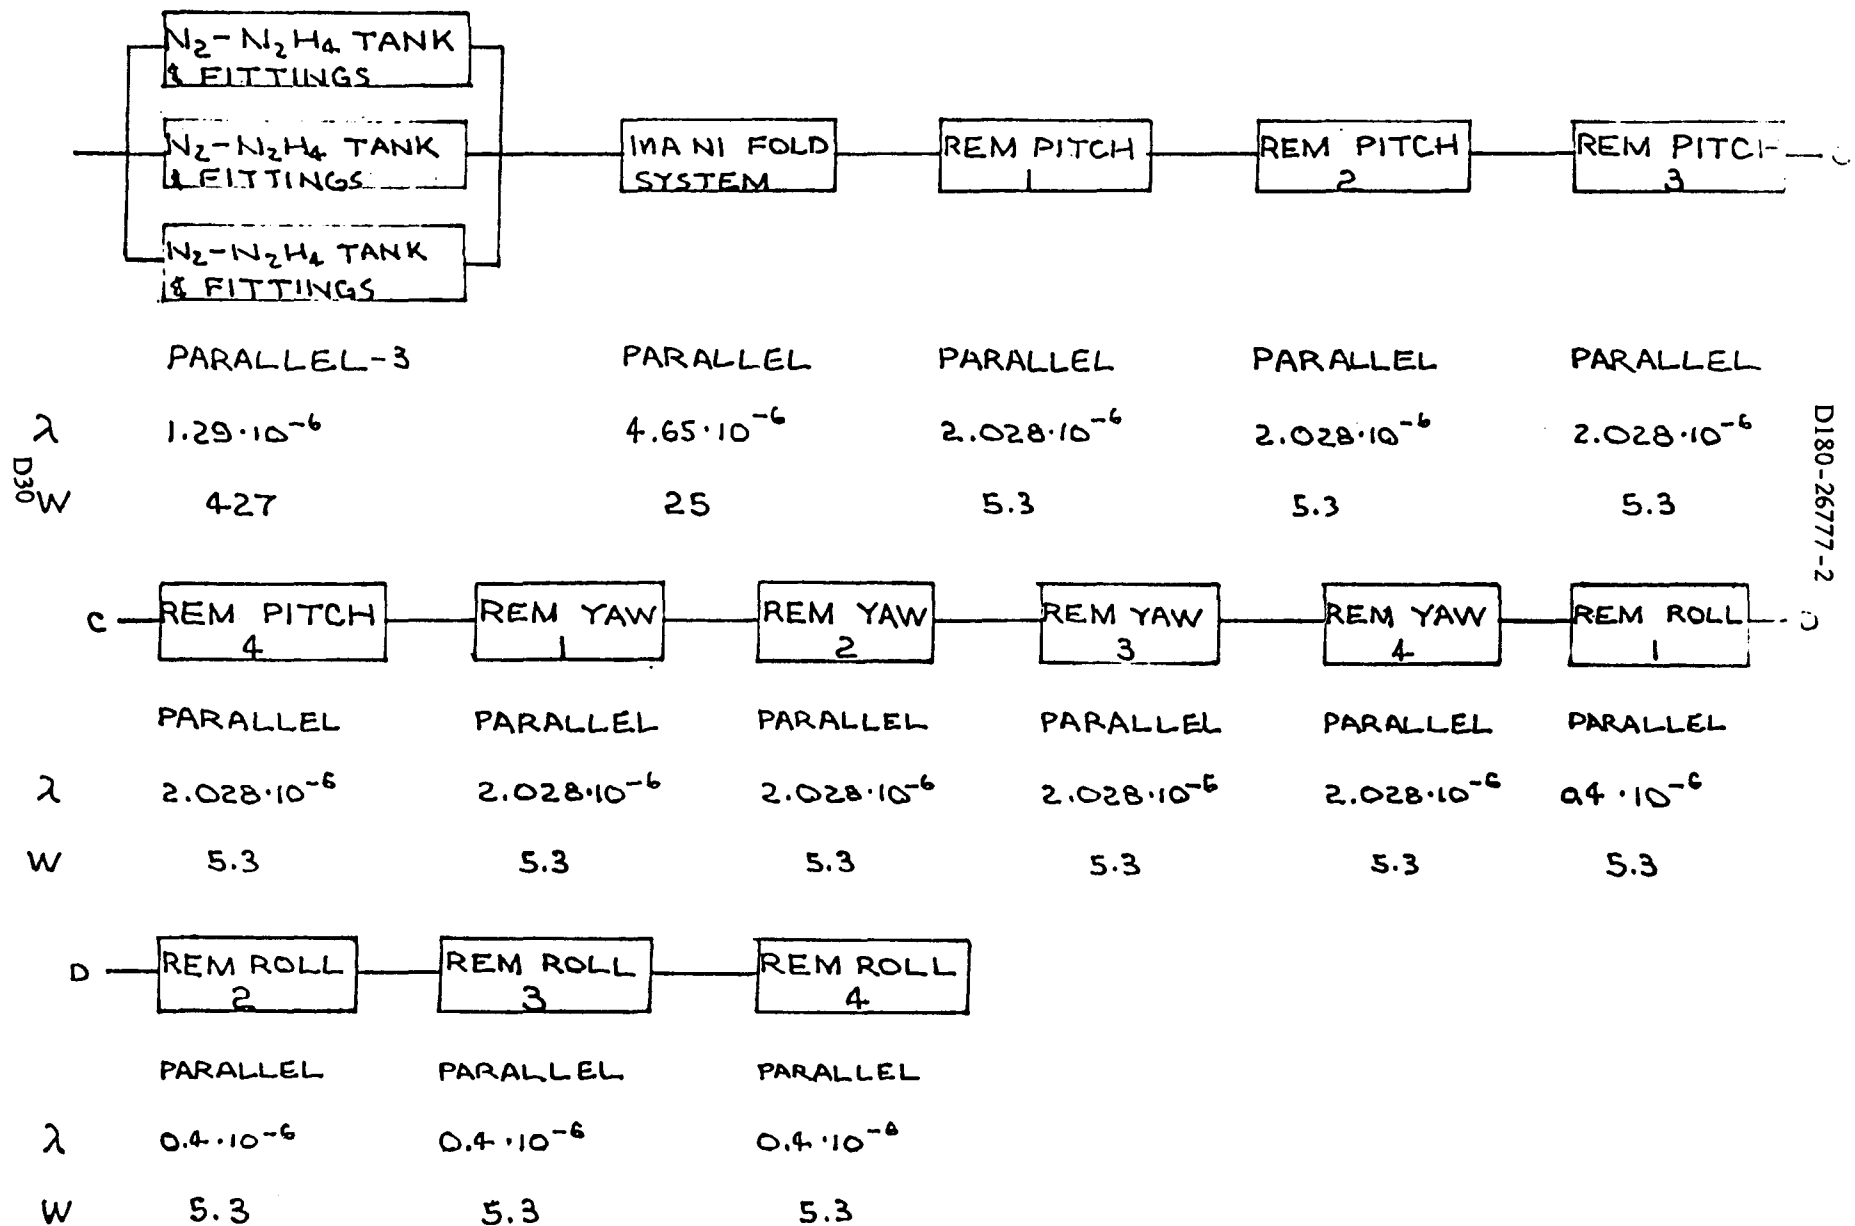 N₂-N₂H₄ TANK
& FITTINGS
N₂-N₂H₄ TANK
& FITTINGS
N₂-N₂H₄ TANK
& FITTINGS
MANIFOLD
SYSTEM
REM PITCH
1
REM PITCH
2
REM PITCH
3
PARALLEL-3 PARALLEL PARALLEL PARALLEL PARALLEL
λ 1.29·10⁻⁶ 4.65·10⁻⁶ 2.028·10⁻⁶ 2.028·10⁻⁶ 2.028·10⁻⁶
W 427 25 5.3 5.3 5.3
D30
D180-26777-2
C
REM PITCH
4
REM YAW
1
REM YAW
2
REM YAW
3
REM YAW
4
REM ROLL
1
PARALLEL PARALLEL PARALLEL PARALLEL PARALLEL PARALLEL
λ 2.028·10⁻⁶ 2.028·10⁻⁶ 2.028·10⁻⁶ 2.028·10⁻⁶ 2.028·10⁻⁶ 0.4·10⁻⁶
W 5.3 5.3 5.3 5.3 5.3 5.3
D
REM ROLL
2
REM ROLL
3
REM ROLL
4
PARALLEL PARALLEL PARALLEL
λ 0.4·10⁻⁶ 0.4·10⁻⁶ 0.4·10⁻⁶
W 5.3 5.3 5.3